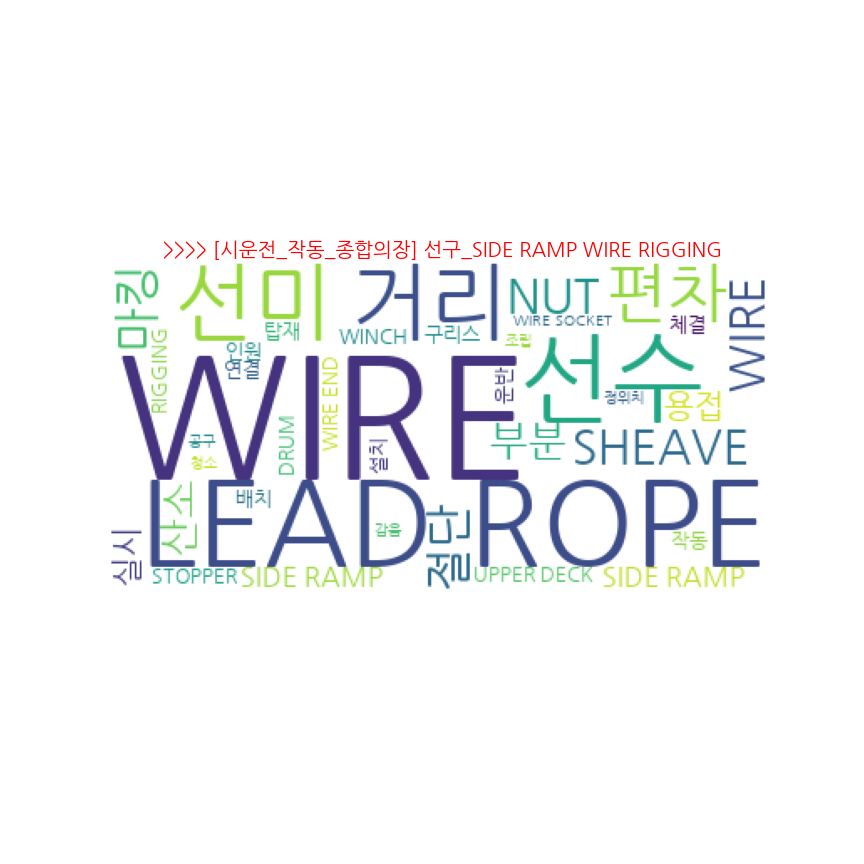 >>>> [시운전_작동_종합의장] 선구_SIDE RAMP WIRE RIGGING
마킹
선미
거리
NUT
편차
WIRE
탑재
WINCH
구리스
WIRE SOCKET
체결
RIGGING
인원
연결
조립
선수
WIRE
WIRE END
운반
정위치
용접
공구
청소
DRUM
설치
부분
SHEAVE
LEAD ROPE
산소
배치
감음
절단
작동
실시
STOPPER
SIDE RAMP
UPPER DECK
SIDE RAMP